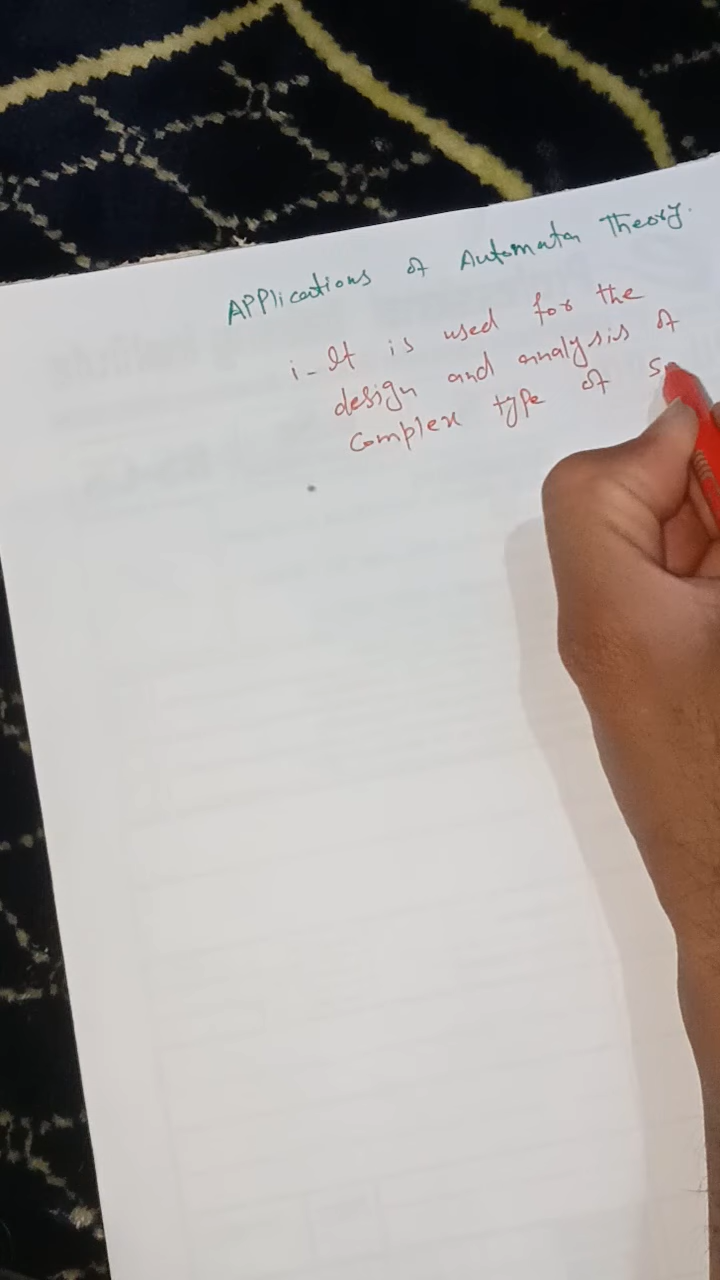 Applications of Automata Theory.
i- It is used for the
design and analysis of
complex type of